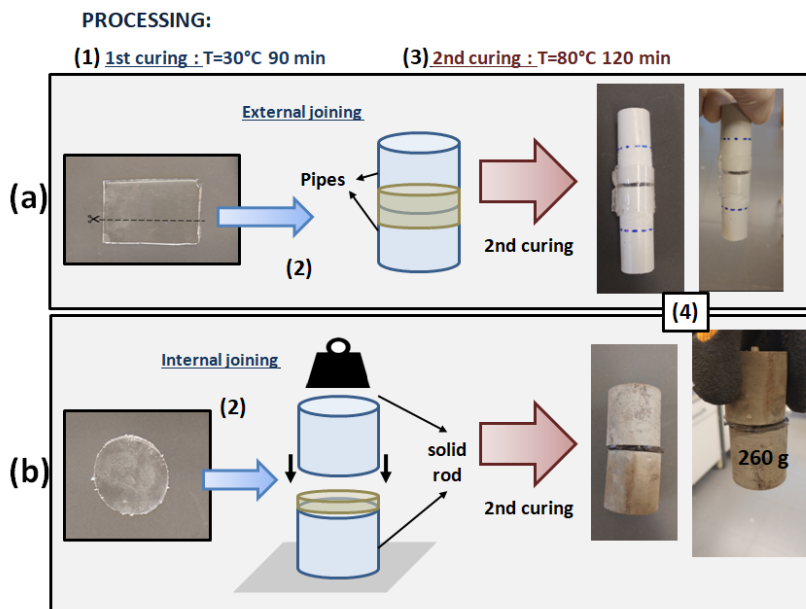 PROCESSING:
(1) 1st curing : T=30°C 90 min
(3) 2nd curing : T=80°C 120 min
(a)
External joining
Pipes
(2)
2nd curing
(4)
(b)
Internal joining
(2)
solid
rod
2nd curing
260 g